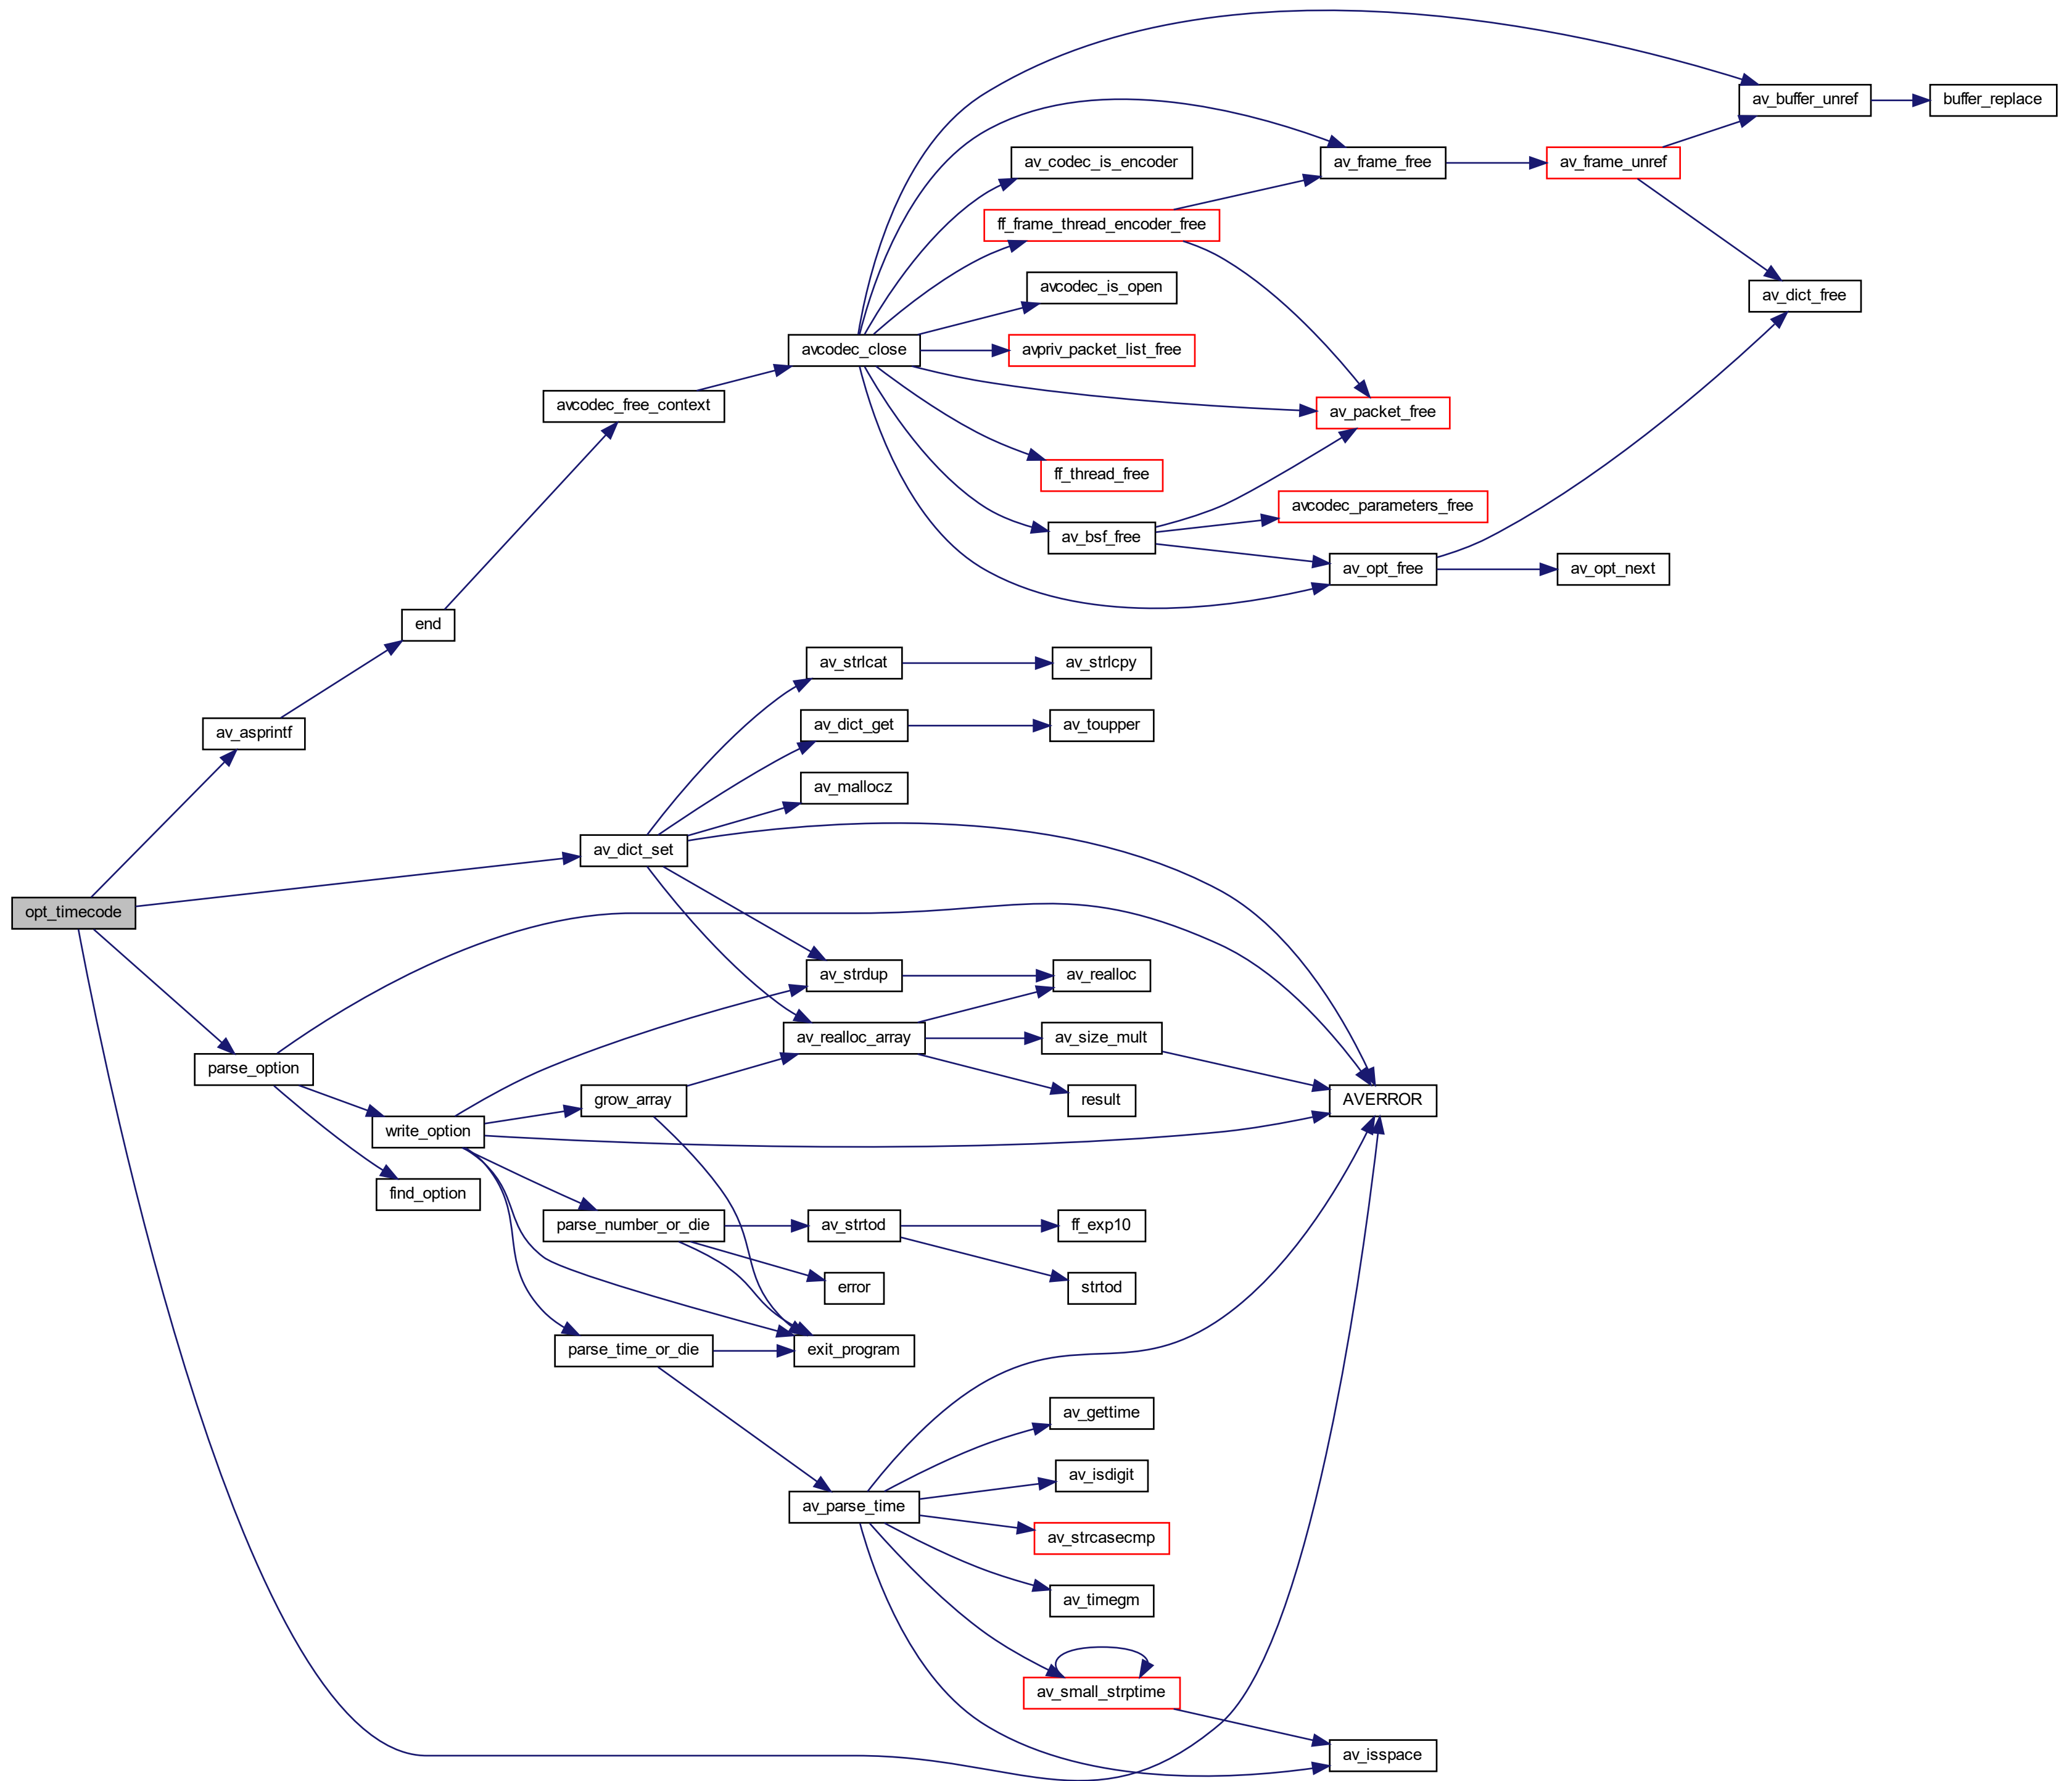 av_buffer_unref
buffer_replace
av_codec_is_encoder
av_frame_free
av_frame_unref
ff_frame_thread_encoder_free
avcodec_is_open
av_dict_free
avcodec_close
avpriv_packet_list_free
avcodec_free_context
av_packet_free
ff_thread_free
avcodec_parameters_free
av_bsf_free
av_opt_free
av_opt_next
end
av_strlcat
av_strlcpy
av_asprintf
av_dict_get
av_toupper
av_mallocz
av_dict_set
opt_timecode
av_strdup
av_realloc
av_realloc_array
av_size_mult
parse_option
grow_array
result
AVERROR
write_option
find_option
parse_number_or_die
av_strtod
ff_exp10
error
strtod
parse_time_or_die
exit_program
av_gettime
av_isdigit
av_parse_time
av_strcasecmp
av_timegm
av_small_strptime
av_isspace